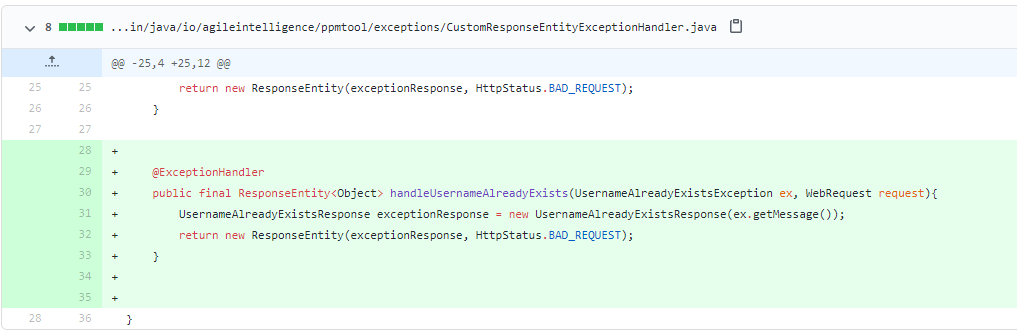 8 ...in/java/io/agileintelligence/ppmtool/exceptions/CustomResponseEntityExceptionHandler.java
@@ -25,4 +25,12 @@
25 25 return new ResponseEntity(exceptionResponse, HttpStatus.BAD_REQUEST);
26 26 }
27 27
28 +
29 + @ExceptionHandler
30 + public final ResponseEntity<Object> handleUsernameAlreadyExists(UsernameAlreadyExistsException ex, WebRequest request){
31 + UsernameAlreadyExistsResponse exceptionResponse = new UsernameAlreadyExistsResponse(ex.getMessage());
32 + return new ResponseEntity(exceptionResponse, HttpStatus.BAD_REQUEST);
33 + }
34 +
35 +
28 36 }